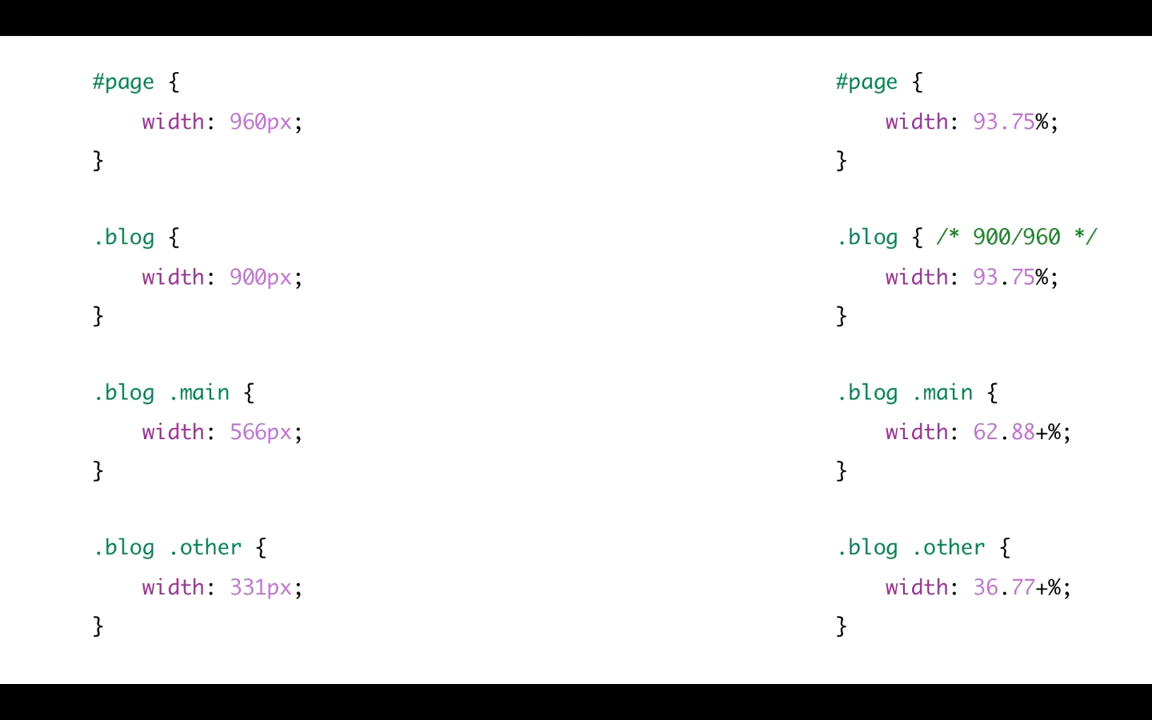 #page {
width: 960px;
}
.blog {
width: 900px;
}
.blog .main {
width: 566px;
}
.blog .other {
width: 331px;
}
#page {
width: 93.75%;
}
.blog { /* 900/960 */
width: 93.75%;
}
.blog .main {
width: 62.88+%;
}
.blog .other {
width: 36.77+%;
}